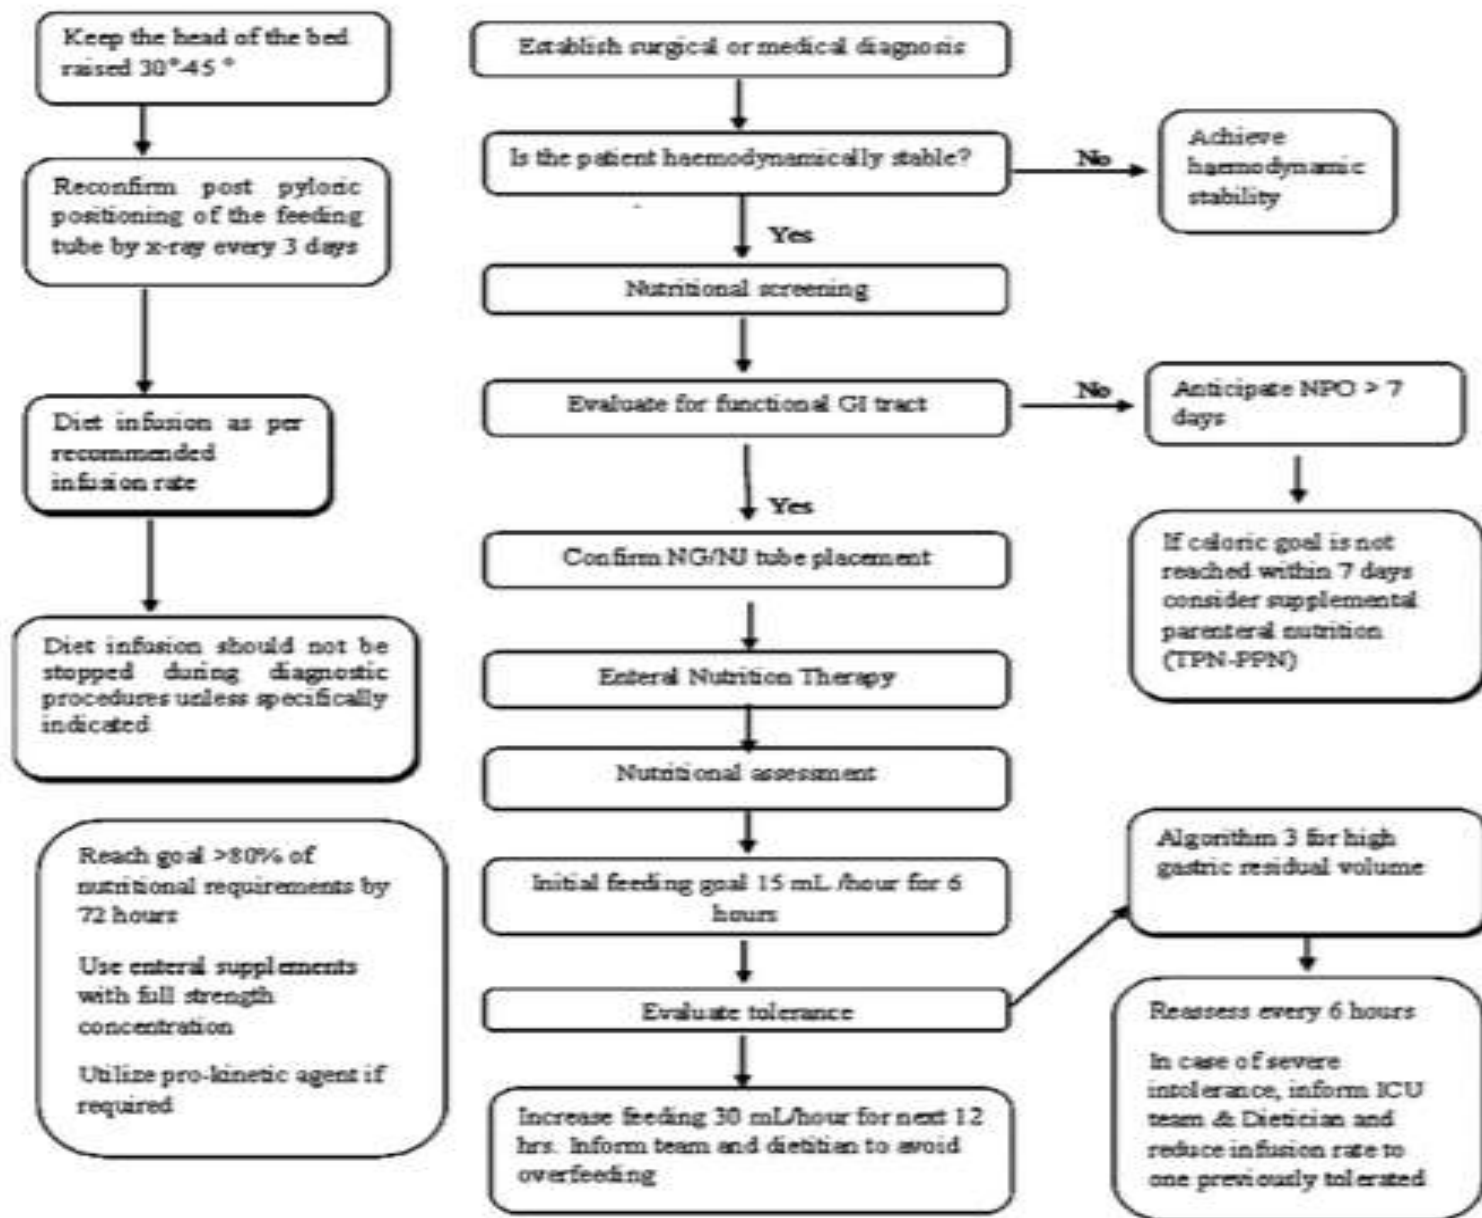 Keep the head of the bed
raised 30°-45 °
Reconfirm post pyloric
positioning of the feeding
tube by x-ray every 3 days
Diet infusion as per
recommended
infusion rate
Diet infusion should not be
stopped during diagnostic
procedures unless specifically
indicated
Reach goal >80% of
nutritional requirements by
72 hours
Use enteral supplements
with full strength
concentration
Utilize pro-kinetic agent if
required
Establish surgical or medical diagnosis
Is the patient haemodynamically stable?
No
Achieve
haemodynamic
stability
Yes
Nutritional screening
Evaluate for functional GI tract
No
Anticipate NPO > 7
days
If caloric goal is not
reached within 7 days
consider supplemental
parenteral nutrition
(TPN-PPN)
Yes
Confirm NG/NJ tube placement
Enteral Nutrition Therapy
Nutritional assessment
Initial feeding goal 15 mL /hour for 6
hours
Evaluate tolerance
Algorithm 3 for high
gastric residual volume
Reassess every 6 hours
In case of severe
intolerance, inform ICU
team & Dietician and
reduce infusion rate to
one previously tolerated
Increase feeding 30 mL/hour for next 12
hrs. Inform team and dietitian to avoid
overfeeding